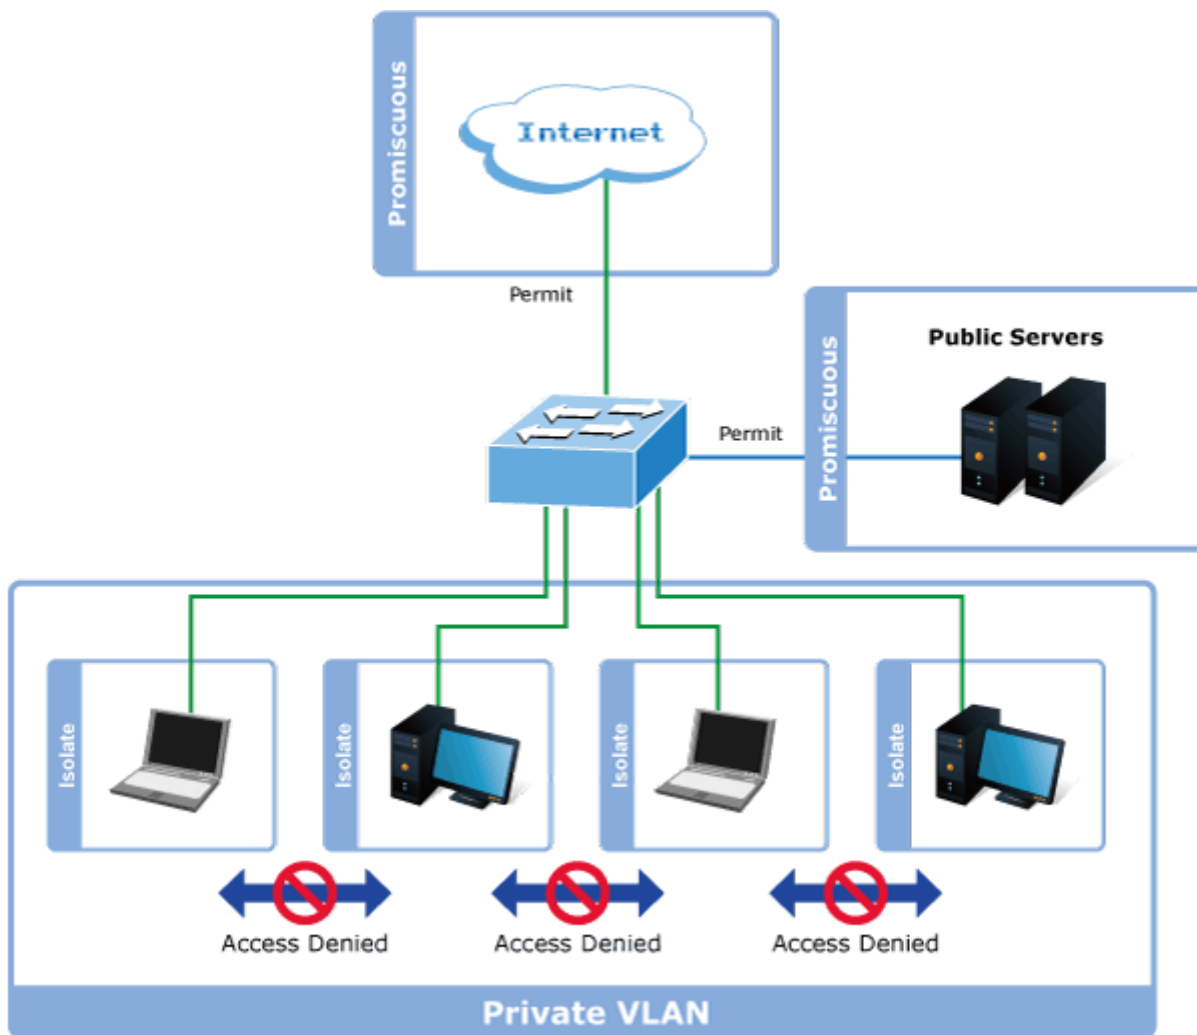 Promiscuous
Internet
Permit
Promiscuous
Public Servers
Permit
Isolate
Isolate
Isolate
Isolate
Access Denied
Access Denied
Access Denied
Private VLAN